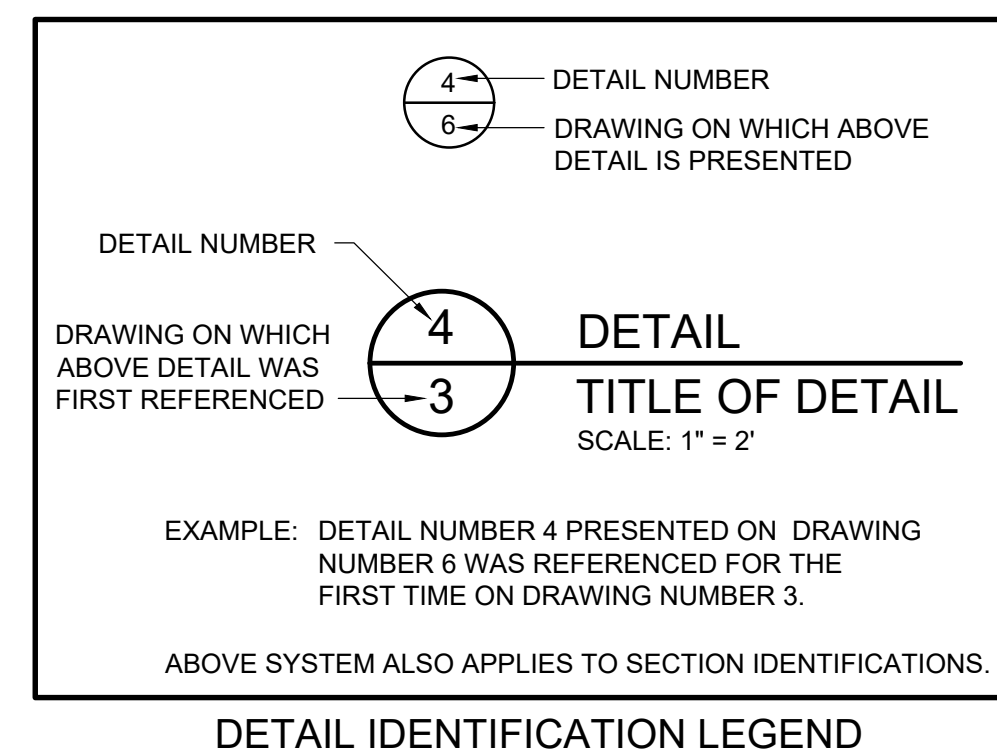 4
DETAIL NUMBER
6
DRAWING ON WHICH ABOVE
DETAIL IS PRESENTED
DETAIL NUMBER
DRAWING ON WHICH
ABOVE DETAIL WAS
FIRST REFERENCED
4
3
DETAIL
TITLE OF DETAIL
SCALE: 1" = 2'
EXAMPLE: DETAIL NUMBER 4 PRESENTED ON DRAWING
NUMBER 6 WAS REFERENCED FOR THE
FIRST TIME ON DRAWING NUMBER 3.
ABOVE SYSTEM ALSO APPLIES TO SECTION IDENTIFICATIONS.
DETAIL IDENTIFICATION LEGEND